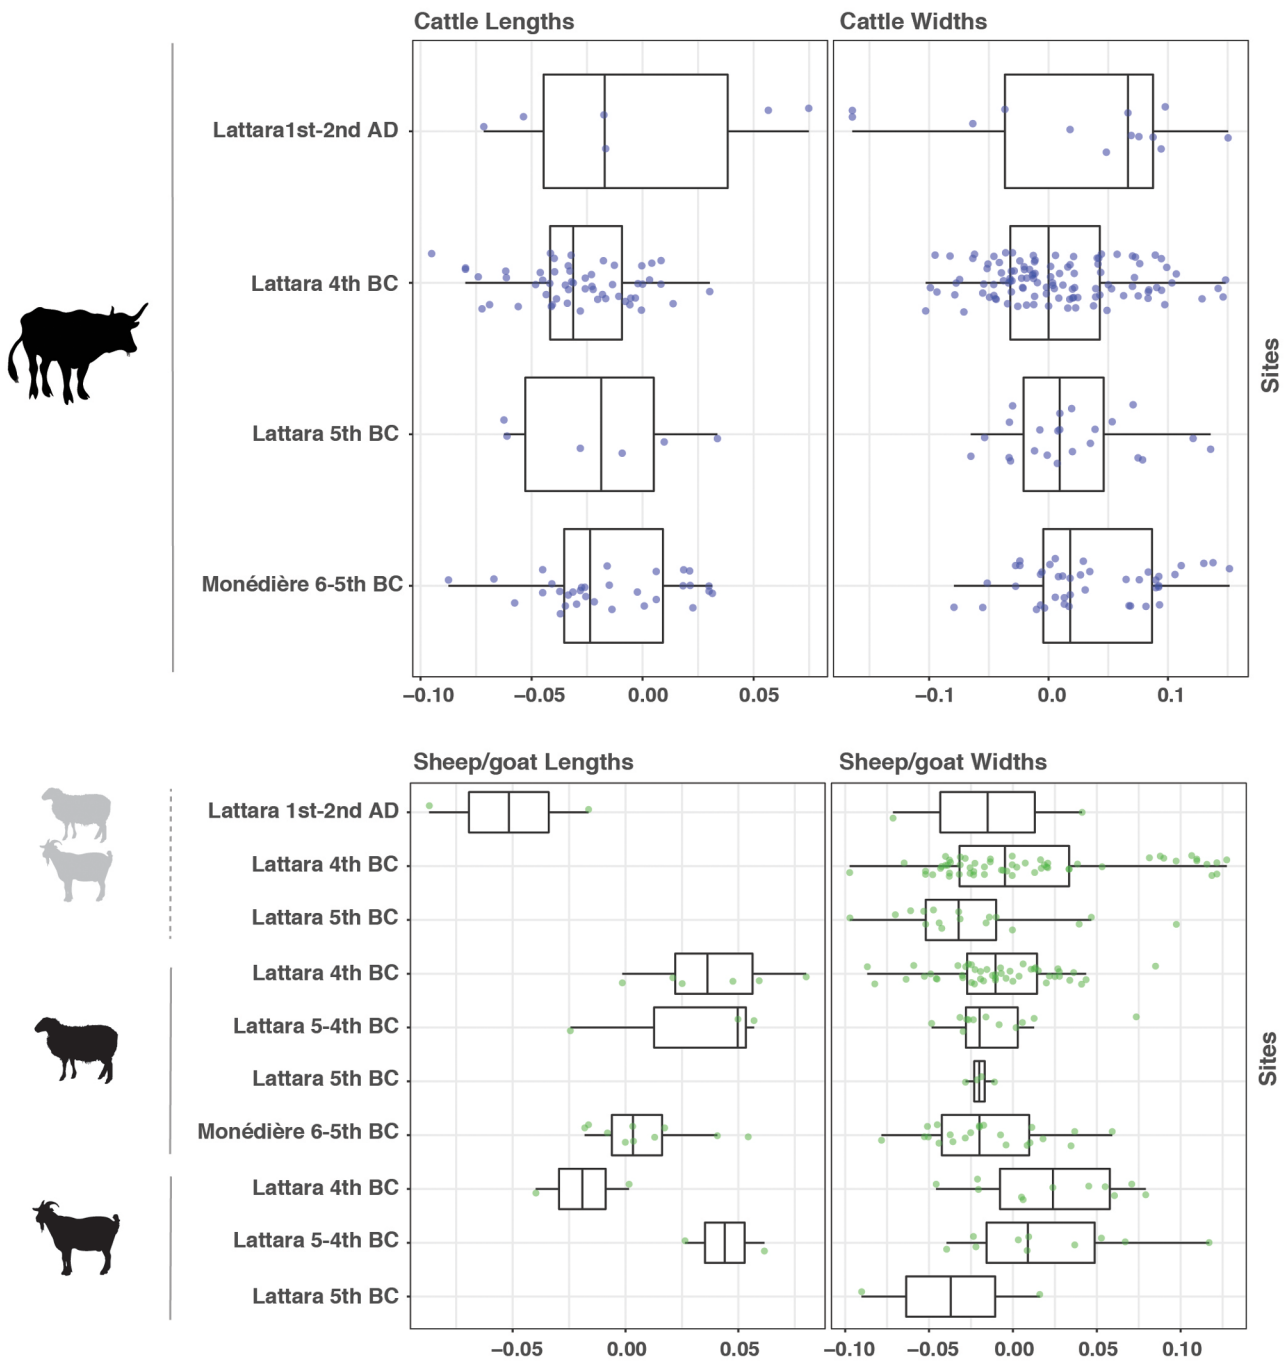 Cattle Lengths
Cattle Widths
Lattara1st-2nd AD
Lattara 4th BC
Lattara 5th BC
Monédière 6-5th BC
Sites
−0.10 −0.05 0.00 0.05
−0.1 0.0 0.1
Sheep/goat Lengths
Sheep/goat Widths
Lattara 1st-2nd AD
Lattara 4th BC
Lattara 5th BC
Lattara 4th BC
Lattara 5-4th BC
Lattara 5th BC
Monédière 6-5th BC
Lattara 4th BC
Lattara 5-4th BC
Lattara 5th BC
Sites
−0.05 0.00 0.05
−0.10 −0.05 0.00 0.05 0.10